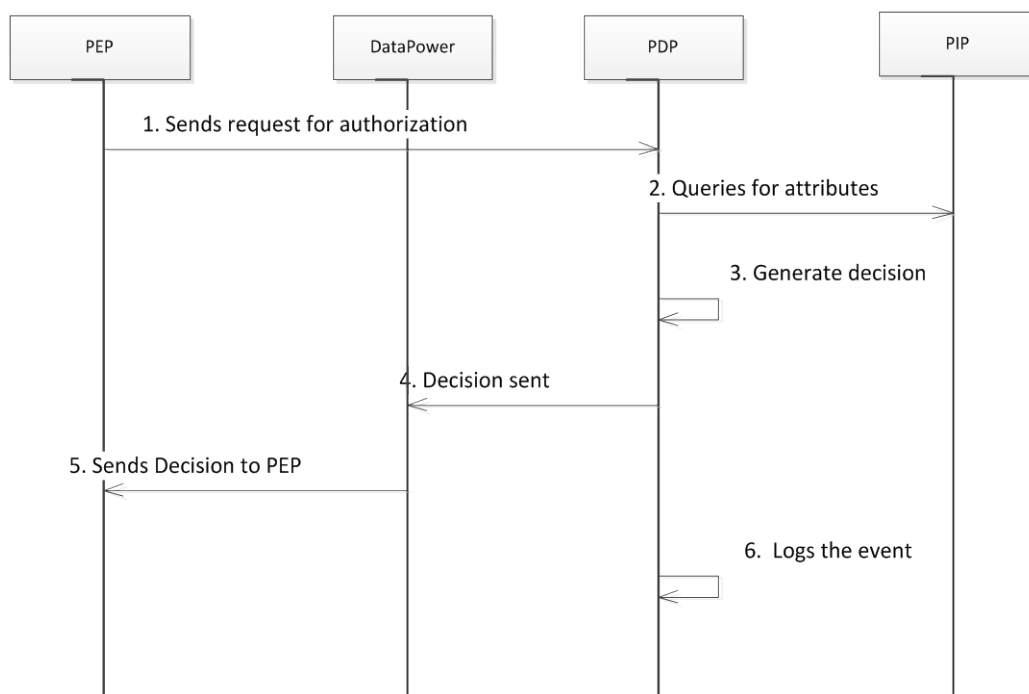 PEP
DataPower
PDP
PIP
1. Sends request for authorization
2. Queries for attributes
3. Generate decision
4. Decision sent
5. Sends Decision to PEP
6.  Logs the event